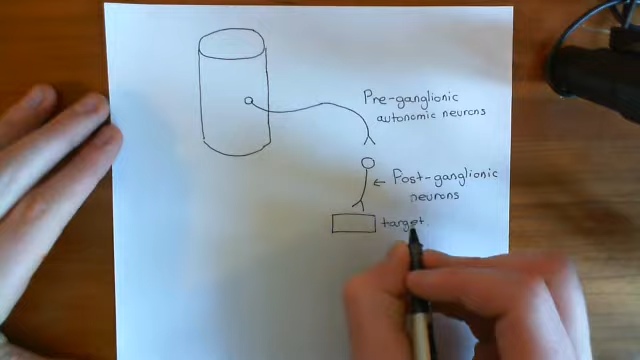 Pre-ganglionic
autonomic neurons
← Post-ganglionic
neurons
target